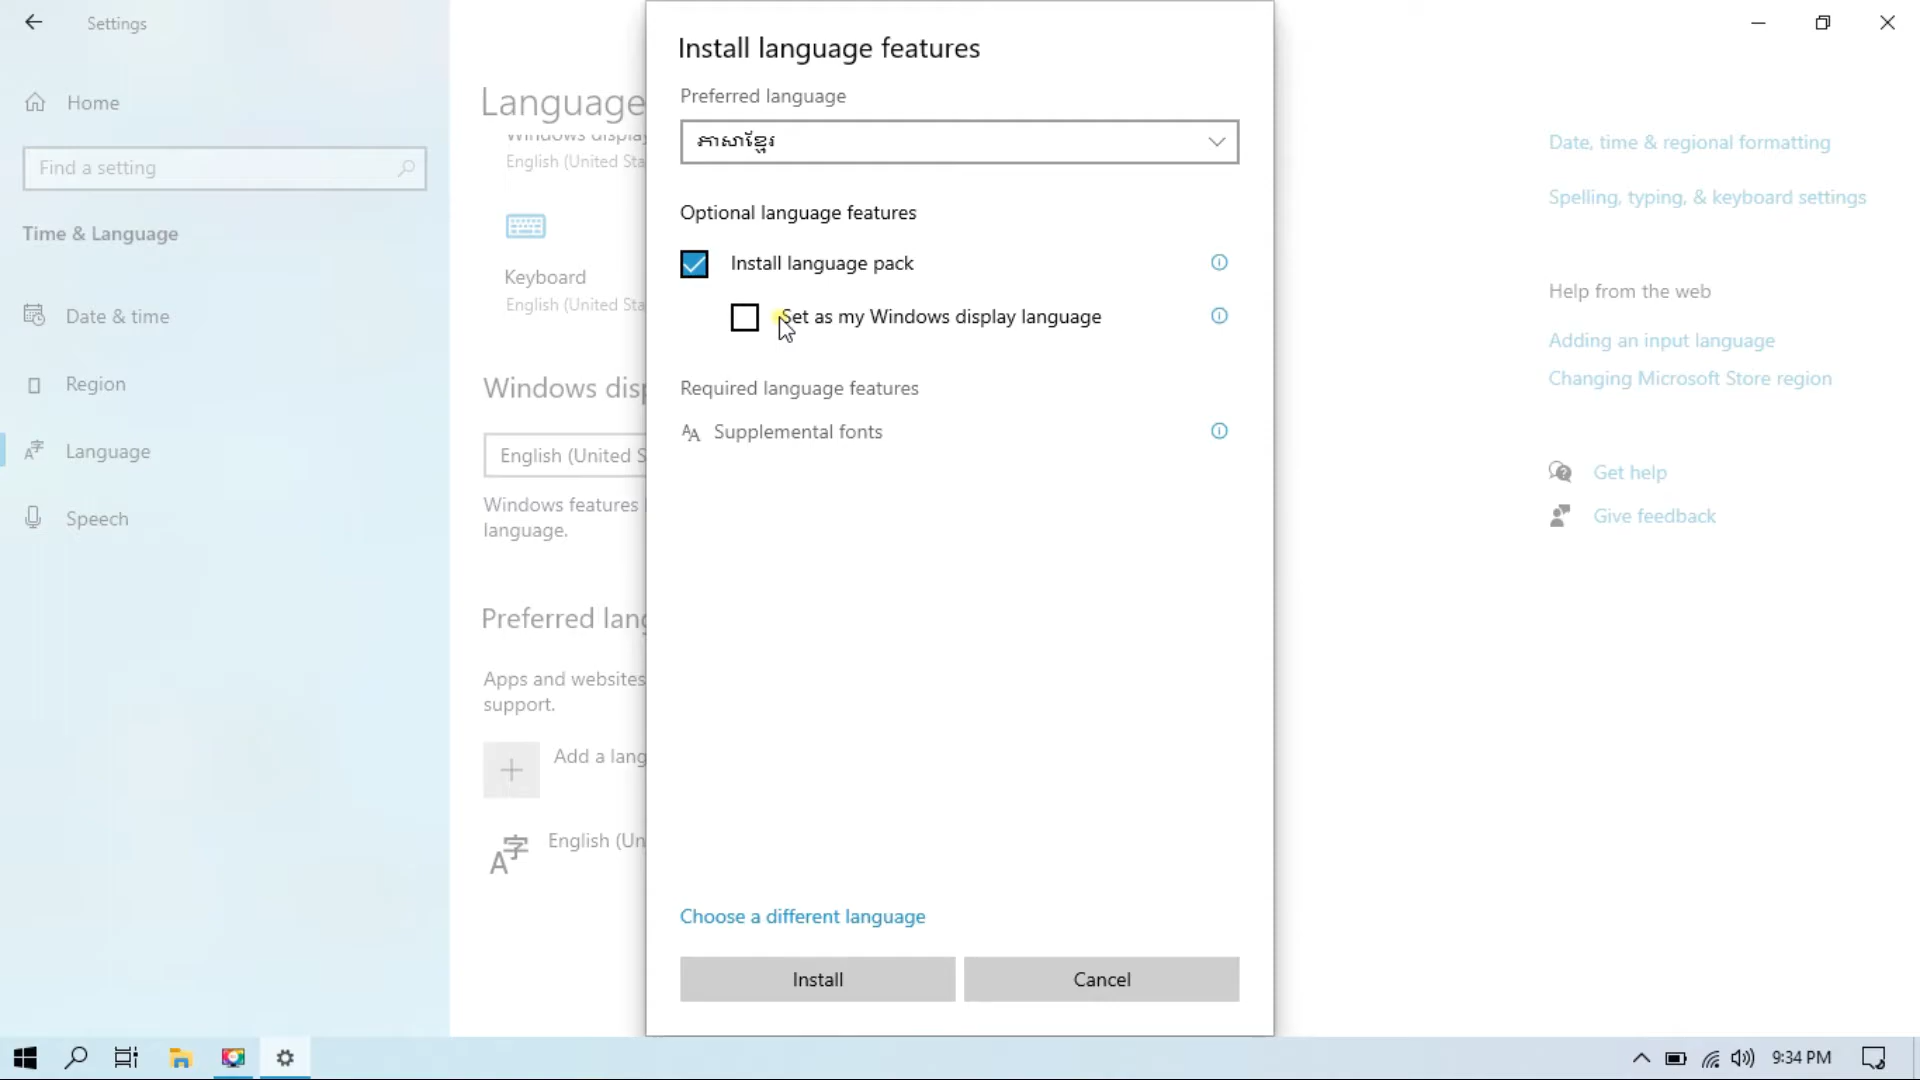 Settings
Home
Find a setting
Time & Language
Date & time
Region
Language
Speech
Language
Windows display
English (United Sta
Keyboard
English (United Sta
Windows disp
English (United S
Windows features
language.
Preferred lang
Apps and websites
support.
Add a lang
English (Un
Install language features
Preferred language
ភាសាខ្មែរ
Optional language features
Install language pack
Set as my Windows display language
Required language features
Supplemental fonts
Choose a different language
Install
Cancel
Date, time & regional formatting
Spelling, typing, & keyboard settings
Help from the web
Adding an input language
Changing Microsoft Store region
Get help
Give feedback
9:34 PM